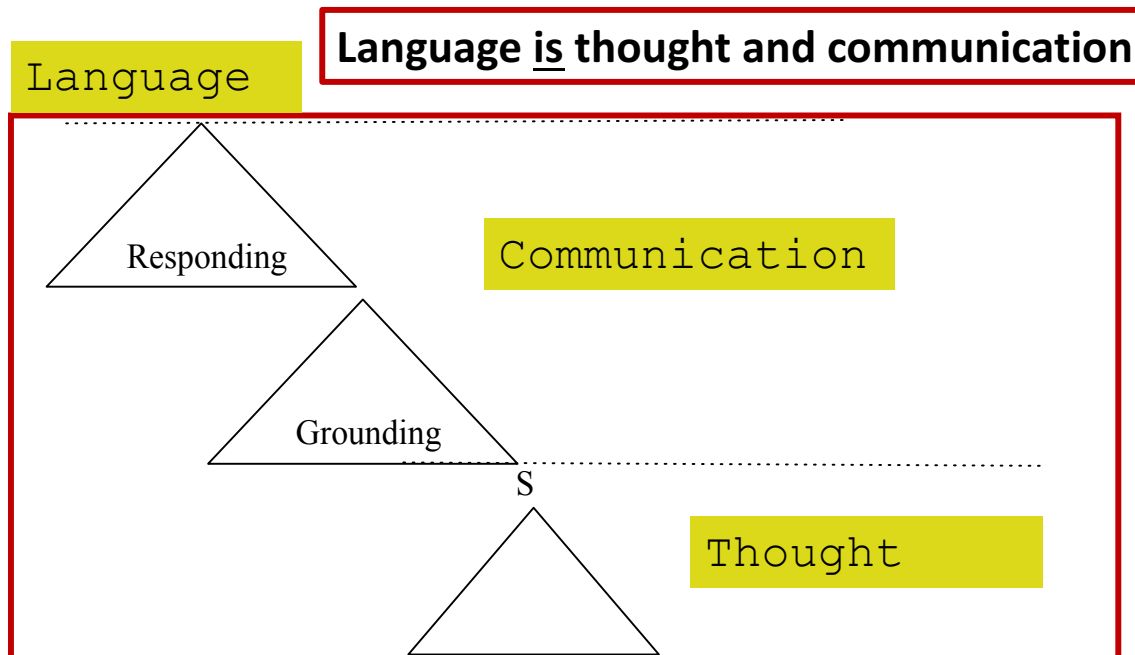 Language is thought and communication
Language
Responding
Communication
Grounding
S
Thought